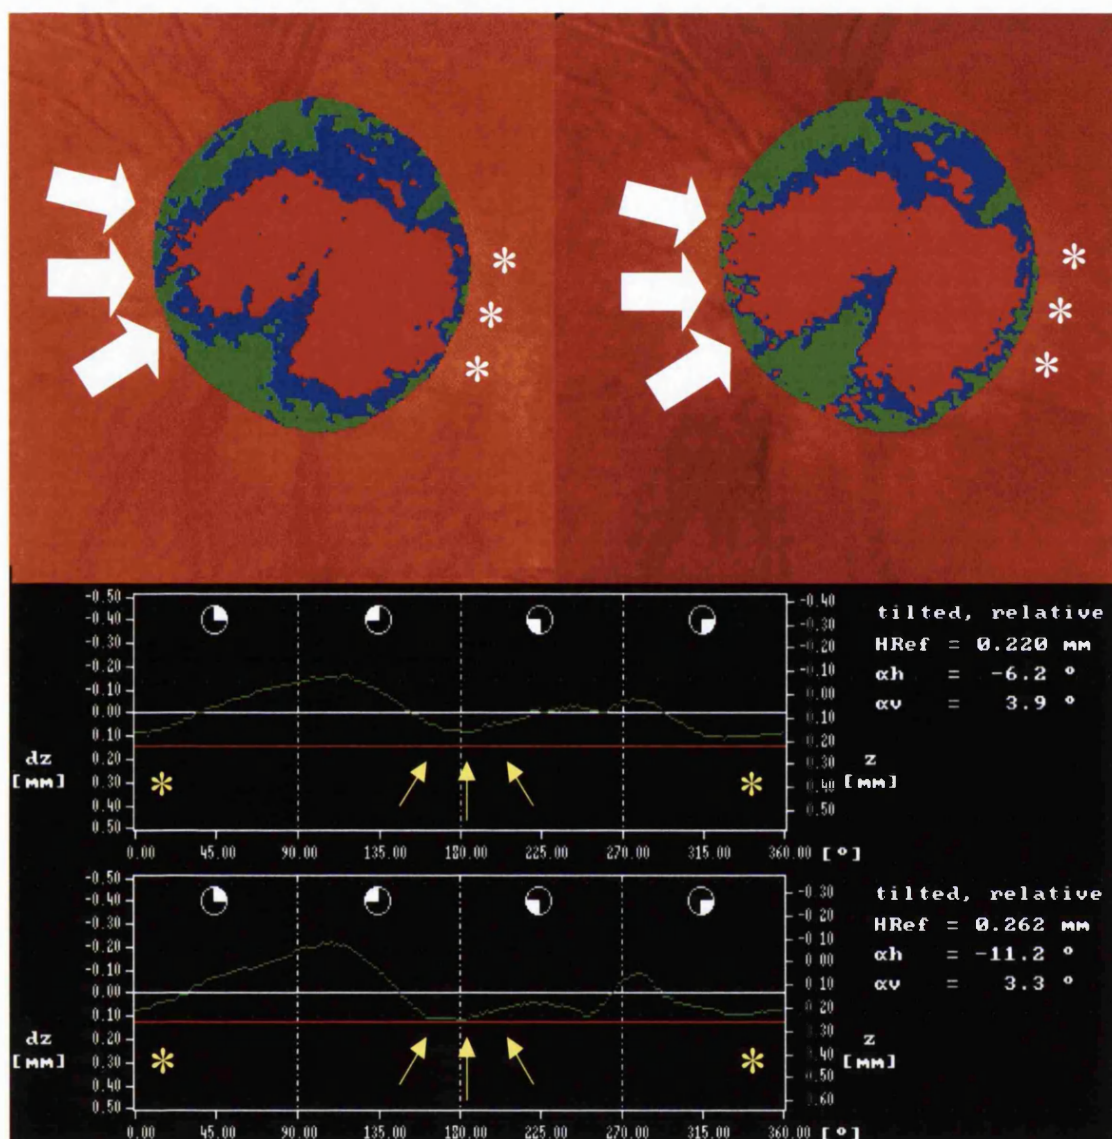 -0.50
-0.40
-0.30
-0.20
-0.10
0.00
0.10
0.20
0.30
0.40
0.50
dz
[mm]
-0.40
-0.30
-0.20
-0.10
0.00
0.10
0.20
0.30
0.40
0.50
z
[mm]
0.00 45.00 90.00 135.00 180.00 225.00 270.00 315.00 360.00 [°]
tilted, relative
HRef = 0.220 mm
αh = -6.2 °
αv = 3.9 °
-0.50
-0.40
-0.30
-0.20
-0.10
0.00
0.10
0.20
0.30
0.40
0.50
dz
[mm]
-0.30
-0.20
-0.10
0.00
0.10
0.20
0.30
0.40
0.50
0.60
z
[mm]
0.00 45.00 90.00 135.00 180.00 225.00 270.00 315.00 360.00 [°]
tilted, relative
HRef = 0.262 mm
αh = -11.2 °
αv = 3.3 °